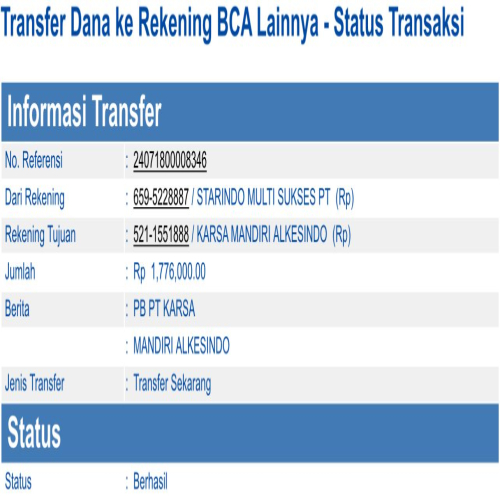 Transfer Dana ke Rekening BCA Lainnya - Status Transaksi
Informasi Transfer
No. Referensi : 24071800008346
Dari Rekening : 659-5228887 / STARINDO MULTI SUKSES PT (Rp)
Rekening Tujuan : 521-1551888 / KARSA MANDIRI ALKESINDO (Rp)
Jumlah : Rp 1,776,000.00
Berita : PB PT KARSA
: MANDIRI ALKESINDO
Jenis Transfer : Transfer Sekarang
Status
Status : Berhasil